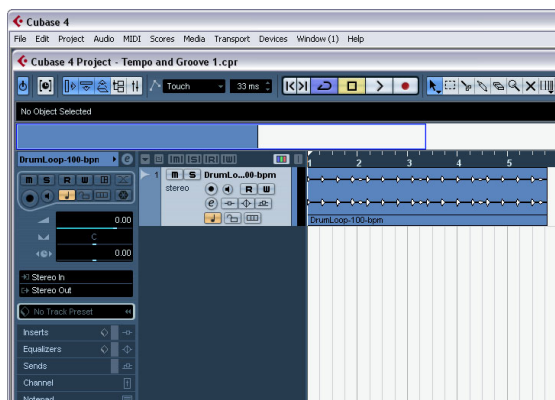 Cubase 4
File Edit Project Audio MIDI Scores Media Transport Devices Window (1) Help
Cubase 4 Project - Tempo and Groove 1.cpr
Touch 33 ms
No Object Selected
DrumLoop-100-bpm e M S R W
1 2 3 4 5
M S R W
1 M S DrumLo...00-bpm
stereo R W
e
0.00
C
0.00
DrumLoop-100-bpm
Stereo In
Stereo Out
No Track Preset
Inserts
Equalizers
Sends
Channel
Notepad